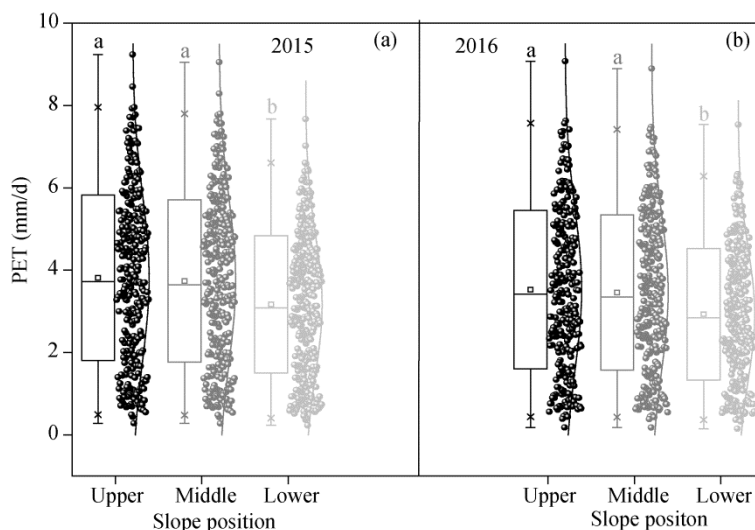 10
8
6
4
2
0
PET (mm/d)
a
a
b
2015
(a)
2016
a
a
b
(b)
Upper
Middle
Lower
Slope position
Upper
Middle
Lower
Slope position